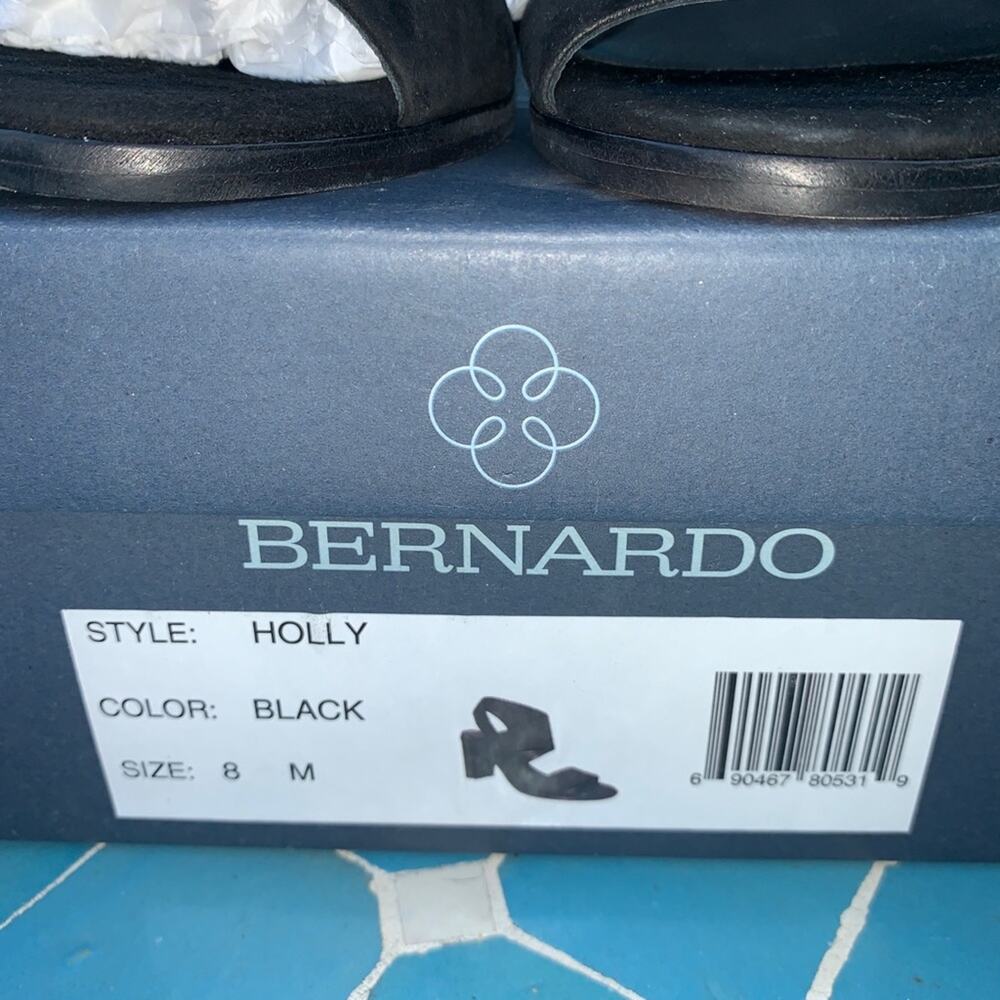 BERNARDO
STYLE: HOLLY
COLOR: BLACK
SIZE: 8 M
6 90467 80531 9